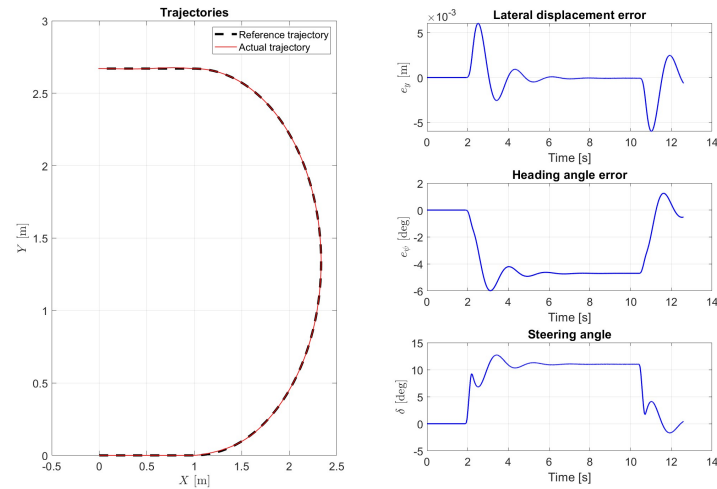 Trajectories
Reference trajectory
Actual trajectory
3
2.5
2
1.5
1
0.5
0
-0.5 0 0.5 1 1.5 2 2.5
Y [m]
X [m]
Lateral displacement error
×10⁻³
5
0
-5
e_y [m]
0 2 4 6 8 10 12 14
Time [s]
Heading angle error
2
0
-2
-4
-6
e_ψ [deg]
0 2 4 6 8 10 12 14
Time [s]
Steering angle
15
10
5
0
-5
δ [deg]
0 2 4 6 8 10 12 14
Time [s]